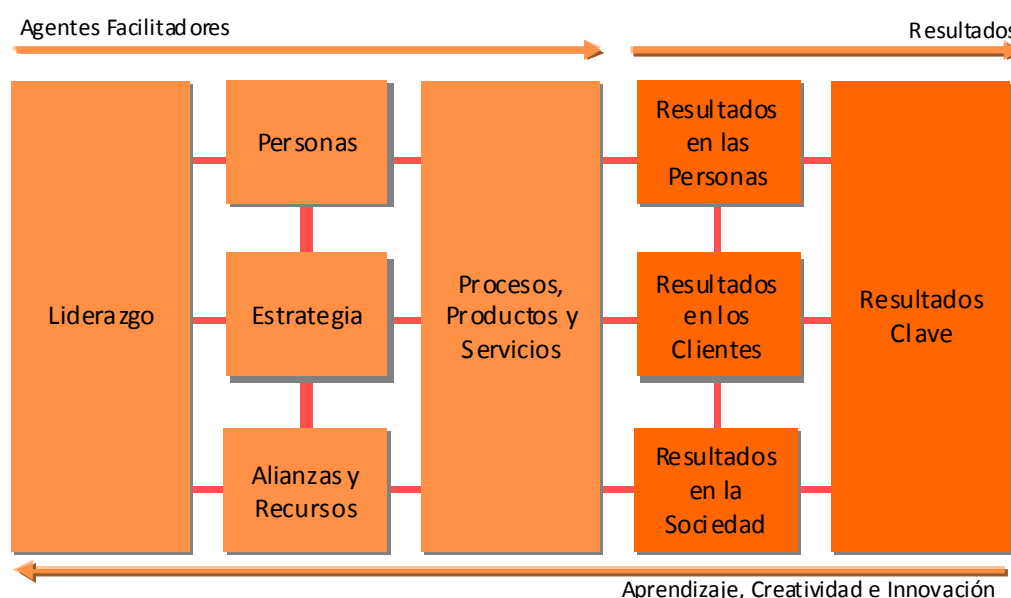 Agentes Facilitadores
Resultados
Liderazgo
Personas
Estrategia
Alianzas y
Recursos
Procesos,
Productos y
Servicios
Resultados
en las
Personas
Resultados
en los
Clientes
Resultados
en la
Sociedad
Resultados
Clave
Aprendizaje, Creatividad e Innovación